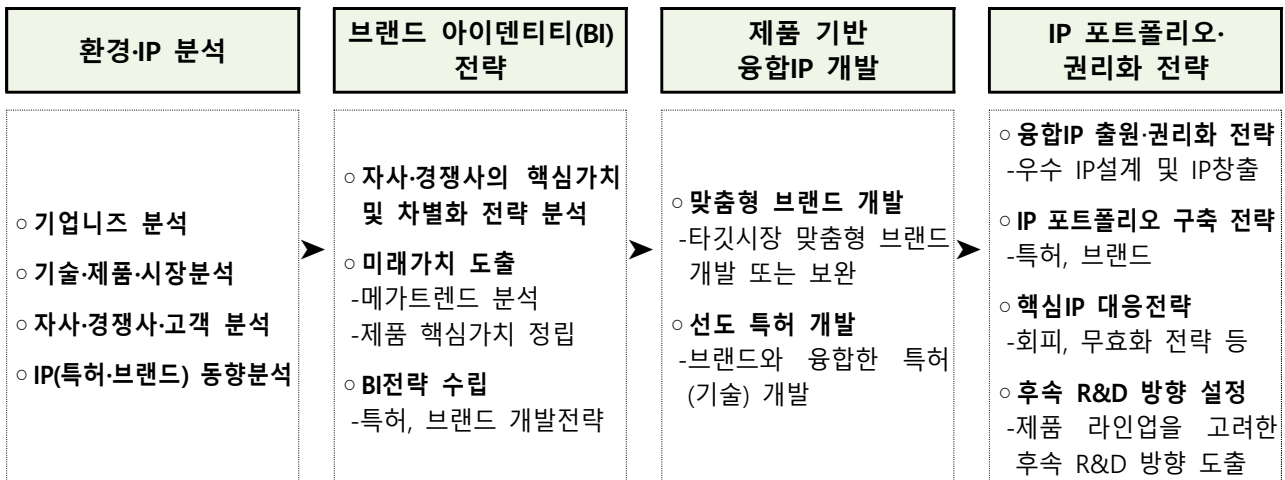 환경·IP 분석
브랜드 아이덴티티(BI)
전략
제품 기반
융합IP 개발
IP 포트폴리오·
권리화 전략
○ 기업니즈 분석
○ 기술·제품·시장분석
○ 자사·경쟁사·고객 분석
○ IP(특허·브랜드) 동향분석
➤
○ 자사·경쟁사의 핵심가치
및 차별화 전략 분석
○ 미래가치 도출
-메가트렌드 분석
-제품 핵심가치 정립
○ BI전략 수립
-특허, 브랜드 개발전략
➤
○ 맞춤형 브랜드 개발
-타깃시장 맞춤형 브랜드
개발 또는 보완
○ 선도 특허 개발
-브랜드와 융합한 특허
(기술) 개발
➤
○ 융합IP 출원·권리화 전략
-우수 IP설계 및 IP창출
○ IP 포트폴리오 구축 전략
-특허, 브랜드
○ 핵심IP 대응전략
-회피, 무효화 전략 등
○ 후속 R&D 방향 설정
-제품 라인업을 고려한
후속 R&D 방향 도출